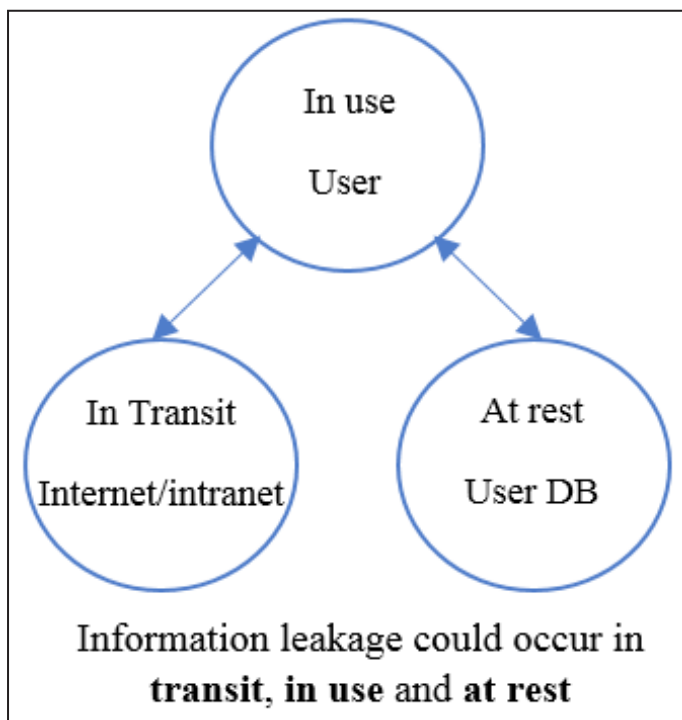 In use
User
In Transit
Internet/intranet
At rest
User DB
Information leakage could occur in
transit, in use and at rest